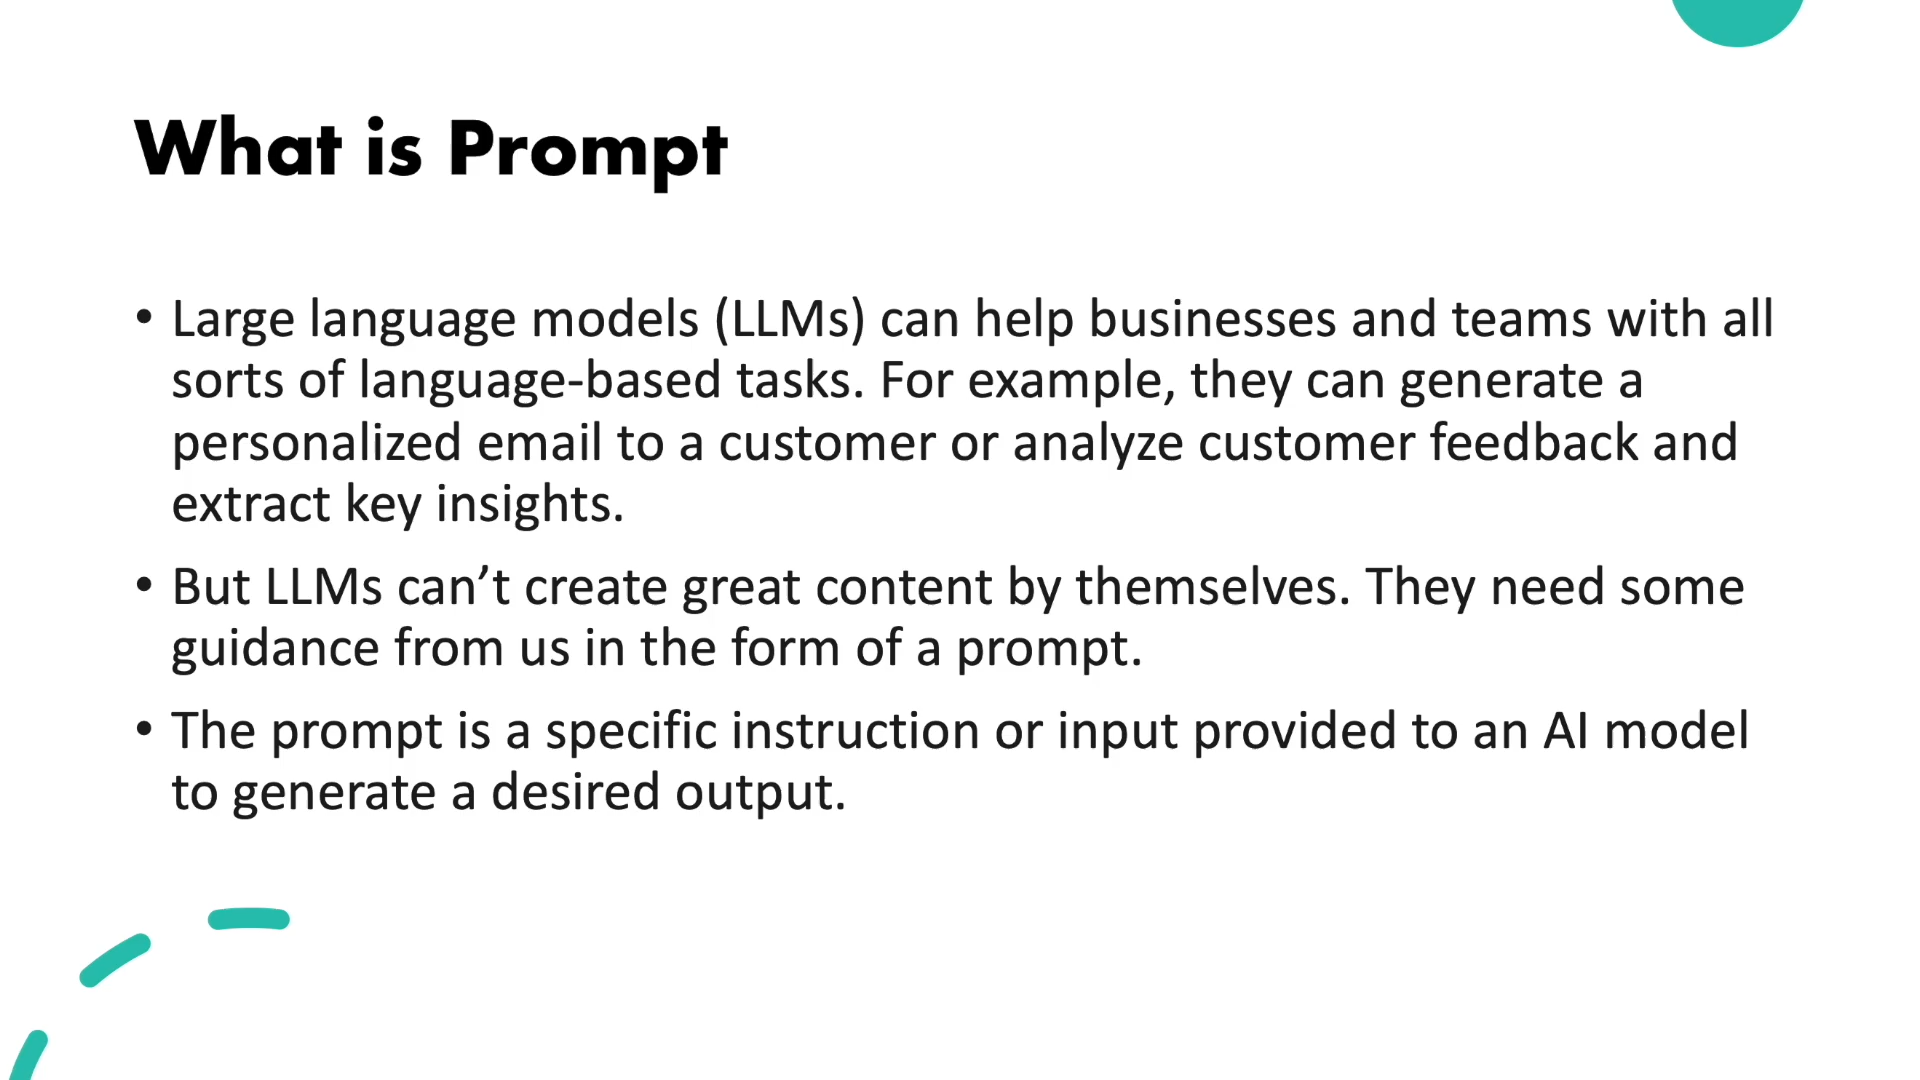 What is Prompt
• Large language models (LLMs) can help businesses and teams with all
sorts of language-based tasks. For example, they can generate a
personalized email to a customer or analyze customer feedback and
extract key insights.
• But LLMs can’t create great content by themselves. They need some
guidance from us in the form of a prompt.
• The prompt is a specific instruction or input provided to an AI model
to generate a desired output.